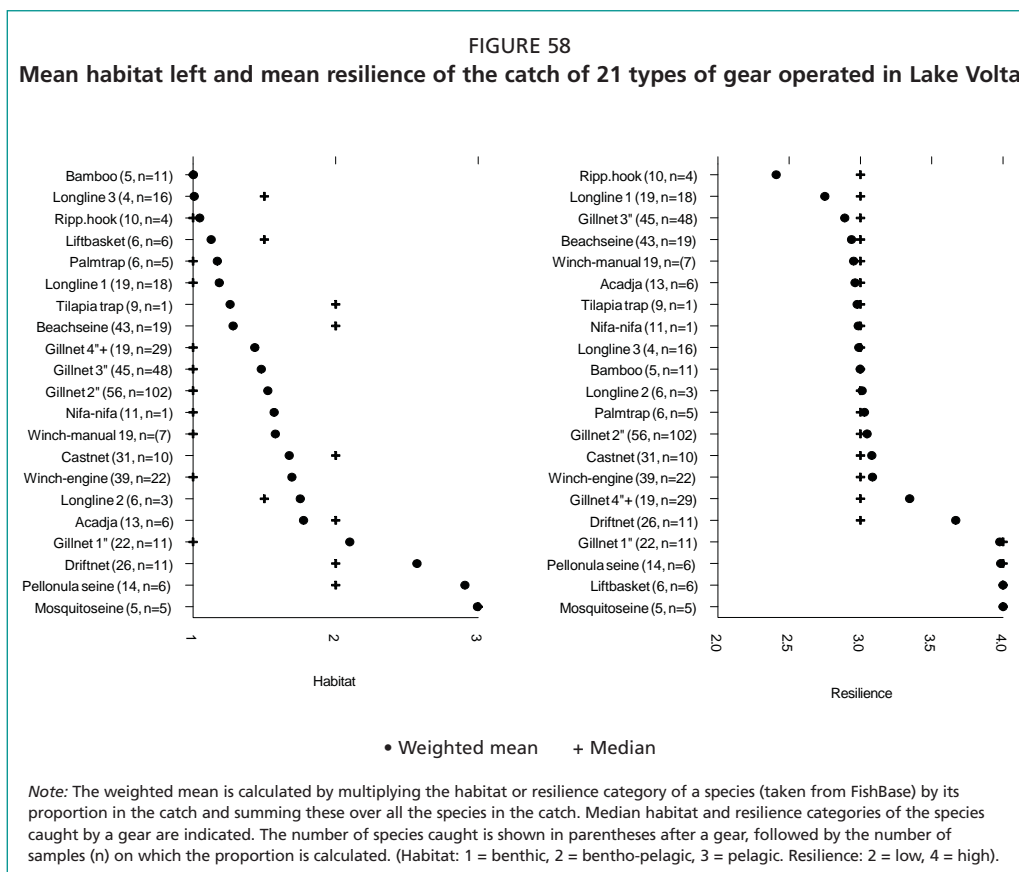 FIGURE 58
Mean habitat left and mean resilience of the catch of 21 types of gear operated in Lake Volta
Bamboo (5, n=11)
Longline 3 (4, n=16)
Ripp.hook (10, n=4)
Liftbasket (6, n=6)
Palmtrap (6, n=5)
Longline 1 (19, n=18)
Tilapia trap (9, n=1)
Beachseine (43, n=19)
Gillnet 4"+ (19, n=29)
Gillnet 3" (45, n=48)
Gillnet 2" (56, n=102)
Nifa-nifa (11, n=1)
Winch-manual 19, n=(7)
Castnet (31, n=10)
Winch-engine (39, n=22)
Longline 2 (6, n=3)
Acadja (13, n=6)
Gillnet 1" (22, n=11)
Driftnet (26, n=11)
Pellonula seine (14, n=6)
Mosquitoseine (5, n=5)
1
2
3
Habitat
Ripp.hook (10, n=4)
Longline 1 (19, n=18)
Gillnet 3" (45, n=48)
Beachseine (43, n=19)
Winch-manual 19, n=(7)
Acadja (13, n=6)
Tilapia trap (9, n=1)
Nifa-nifa (11, n=1)
Longline 3 (4, n=16)
Bamboo (5, n=11)
Longline 2 (6, n=3)
Palmtrap (6, n=5)
Gillnet 2" (56, n=102)
Castnet (31, n=10)
Winch-engine (39, n=22)
Gillnet 4"+ (19, n=29)
Driftnet (26, n=11)
Gillnet 1" (22, n=11)
Pellonula seine (14, n=6)
Liftbasket (6, n=6)
Mosquitoseine (5, n=5)
2.0
2.5
3.0
3.5
4.0
Resilience
• Weighted mean + Median
Note: The weighted mean is calculated by multiplying the habitat or resilience category of a species (taken from FishBase) by its
proportion in the catch and summing these over all the species in the catch. Median habitat and resilience categories of the species
caught by a gear are indicated. The number of species caught is shown in parentheses after a gear, followed by the number of
samples (n) on which the proportion is calculated. (Habitat: 1 = benthic, 2 = bentho-pelagic, 3 = pelagic. Resilience: 2 = low, 4 = high).